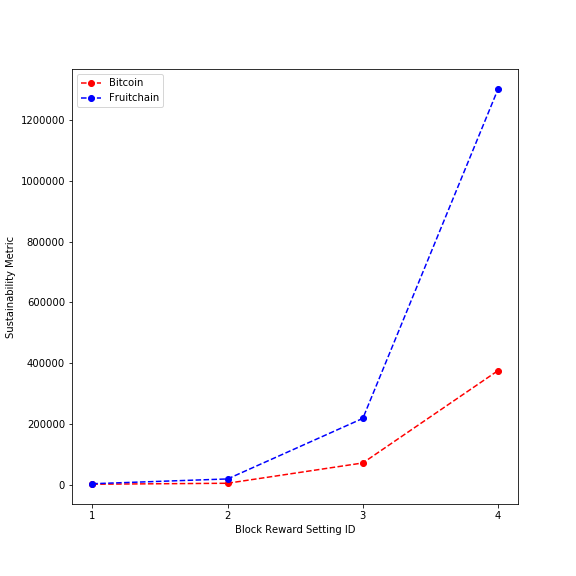 Bitcoin
Fruitchain
1200000
1000000
800000
600000
400000
200000
0
Sustainability Metric
1 2 3 4
Block Reward Setting ID